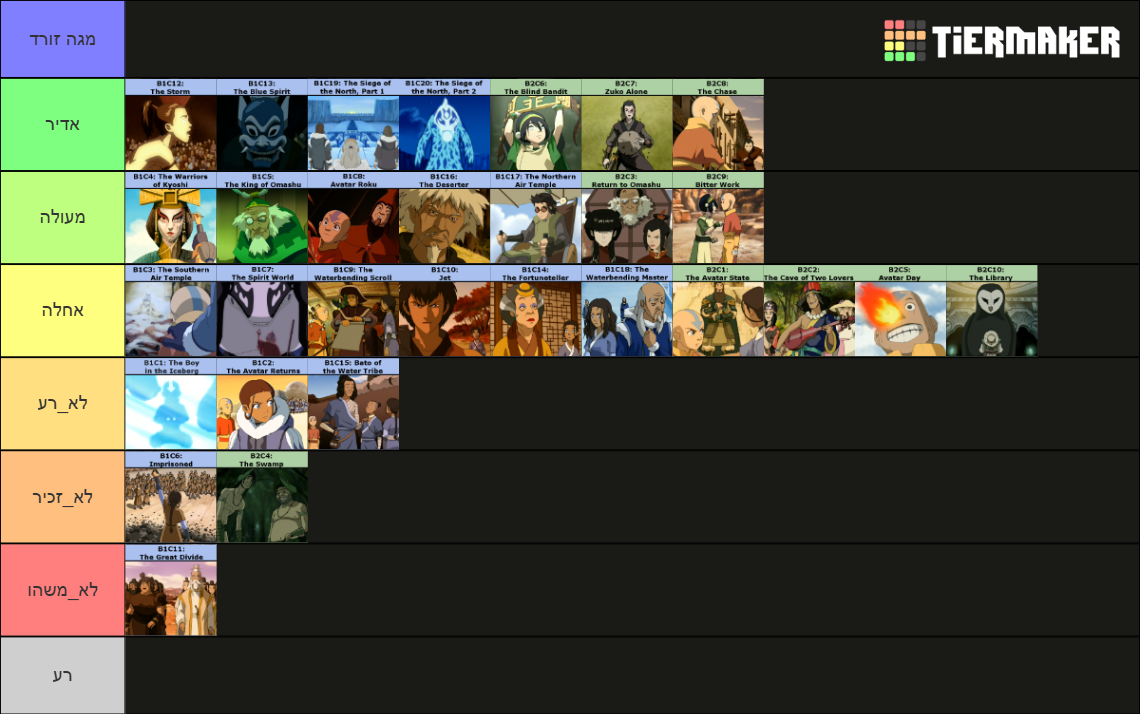 מגה זורד
TIERMAKER
אדיר
B1C12:
The Storm
B1C13:
The Blue Spirit
B1C19: The Siege of
the North, Part 1
B1C20: The Siege of
the North, Part 2
B2C6:
The Blind Bandit
B2C7:
Zuko Alone
B2C8:
The Chase
מעולה
B1C4: The Warriors
of Kyoshi
B1C5:
The King of Omashu
B1C8:
Avatar Roku
B1C16:
The Deserter
B1C17: The Northern
Air Temple
B2C3:
Return to Omashu
B2C9:
Bitter Work
אחלה
B1C3: The Southern
Air Temple
B1C7:
The Spirit World
B1C9: The
Waterbending Scroll
B1C10:
Jet
B1C14:
The Fortuneteller
B1C18: The
Waterbending Master
B2C1:
The Avatar State
B2C2:
The Cave of Two Lovers
B2C5:
Avatar Day
B2C10:
The Library
לא_רע
B1C1: The Boy
in the Iceberg
B1C2:
The Avatar Returns
B1C15: Bato of
the Water Tribe
לא_זכיר
B1C6:
Imprisoned
B2C4:
The Swamp
לא_משהו
B1C11:
The Great Divide
רע